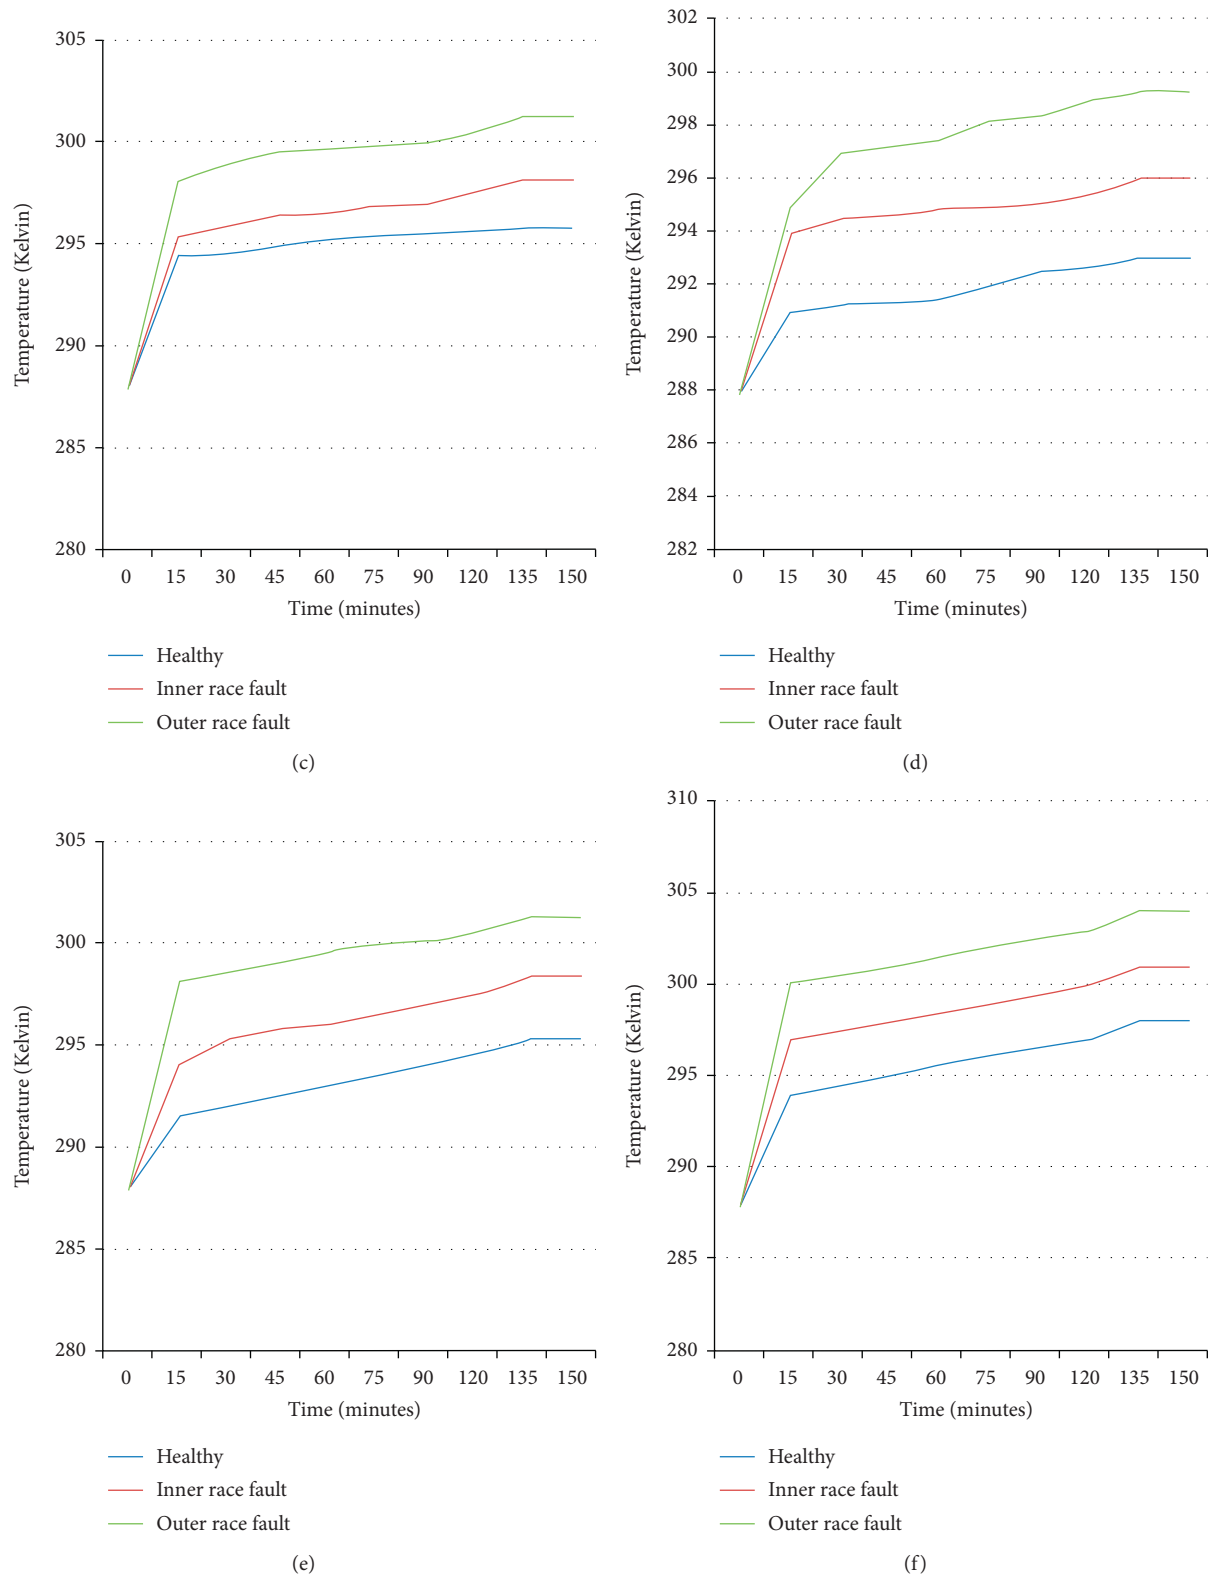 305
300
295
290
285
280
Temperature (Kelvin)
0 15 30 45 60 75 90 120 135 150
Time (minutes)
Healthy
Inner race fault
Outer race fault
(c)
302
300
298
296
294
292
290
288
286
284
282
Temperature (Kelvin)
0 15 30 45 60 75 90 120 135 150
Time (minutes)
Healthy
Inner race fault
Outer race fault
(d)
305
300
295
290
285
280
Temperature (Kelvin)
0 15 30 45 60 75 90 120 135 150
Time (minutes)
Healthy
Inner race fault
Outer race fault
(e)
310
305
300
295
290
285
280
Temperature (Kelvin)
0 15 30 45 60 75 90 120 135 150
Time (minutes)
Healthy
Inner race fault
Outer race fault
(f)